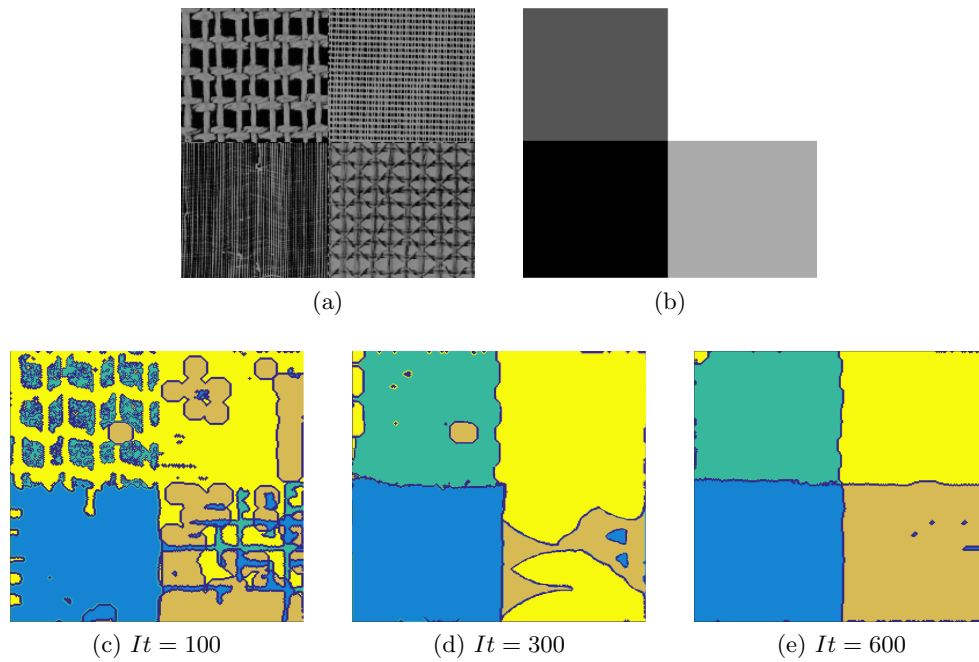 (a)
(b)
(c) It = 100
(d) It = 300
(e) It = 600